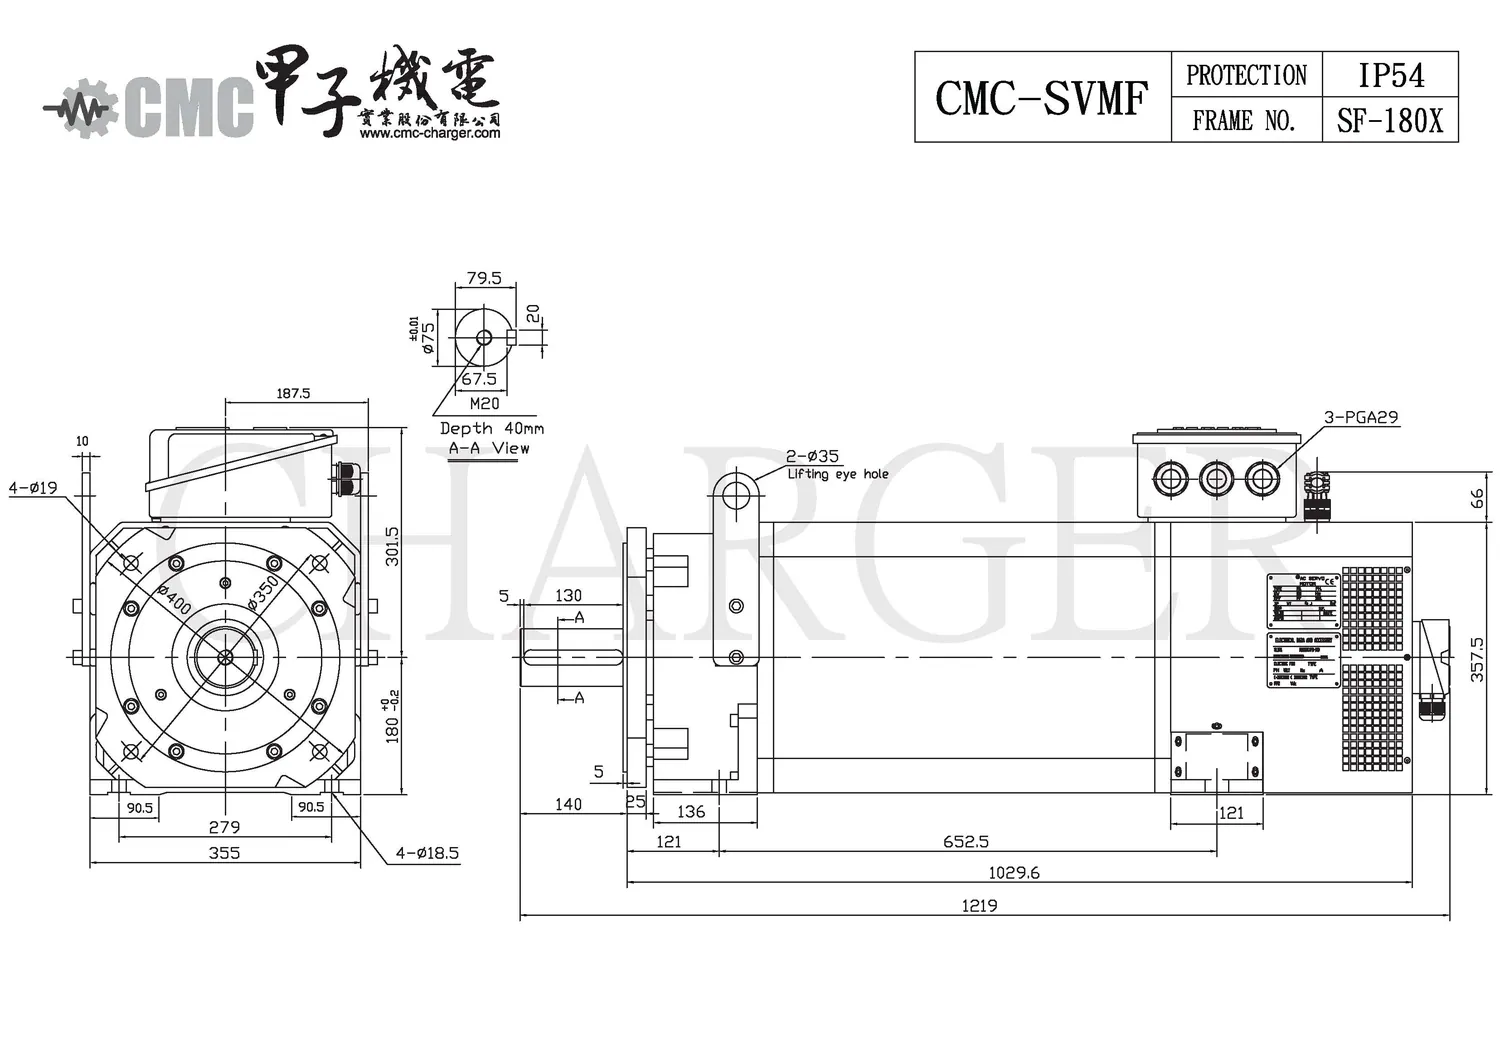 CMC
甲子機電
實業股份有限公司
www.cmc-charger.com
CMC-SVMF
PROTECTION
IP54
FRAME NO.
SF-180X
79.5
20
±0.01
Ø75
67.5
M20
Depth 40mm
A-A View
187.5
10
4-Ø19
301.5
Ø400
Ø350
180 +0 -0.2
90.5
90.5
279
355
4-Ø18.5
CHARGER
3-PGA29
2-Ø35
Lifting eye hole
66
5
130
A
A
357.5
AC SERVO
MOTOR
CE
5
140
25
136
121
121
652.5
1029.6
1219